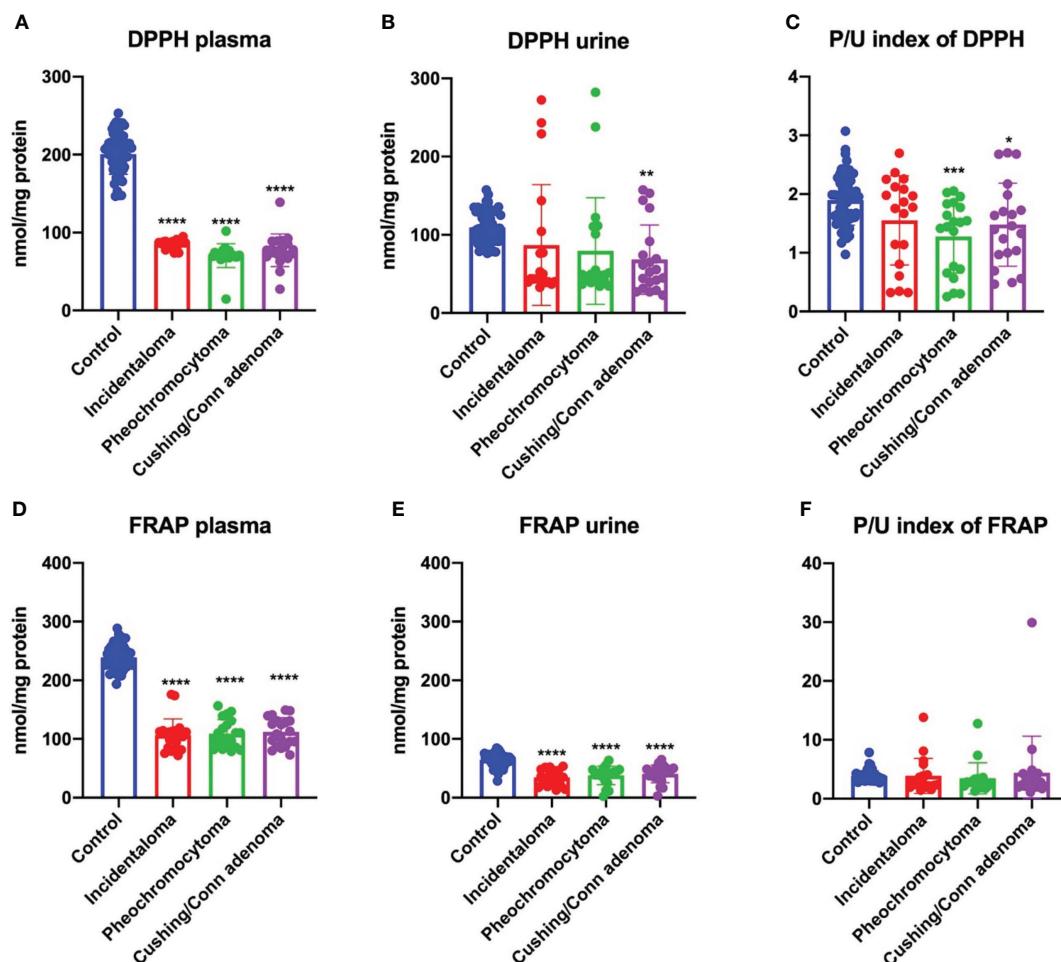 A
DPPH plasma
nmol/mg protein
300
200
100
0
****
****
****
Control
Incidentaloma
Pheochromocytoma
Cushing/Conn adenoma
B
DPPH urine
nmol/mg protein
300
200
100
0
**
Control
Incidentaloma
Pheochromocytoma
Cushing/Conn adenoma
C
P/U index of DPPH
4
3
2
1
0
***
*
Control
Incidentaloma
Pheochromocytoma
Cushing/Conn adenoma
D
FRAP plasma
nmol/mg protein
400
300
200
100
0
****
****
****
Control
Incidentaloma
Pheochromocytoma
Cushing/Conn adenoma
E
FRAP urine
nmol/mg protein
400
300
200
100
0
****
****
****
Control
Incidentaloma
Pheochromocytoma
Cushing/Conn adenoma
F
P/U index of FRAP
40
30
20
10
0
Control
Incidentaloma
Pheochromocytoma
Cushing/Conn adenoma